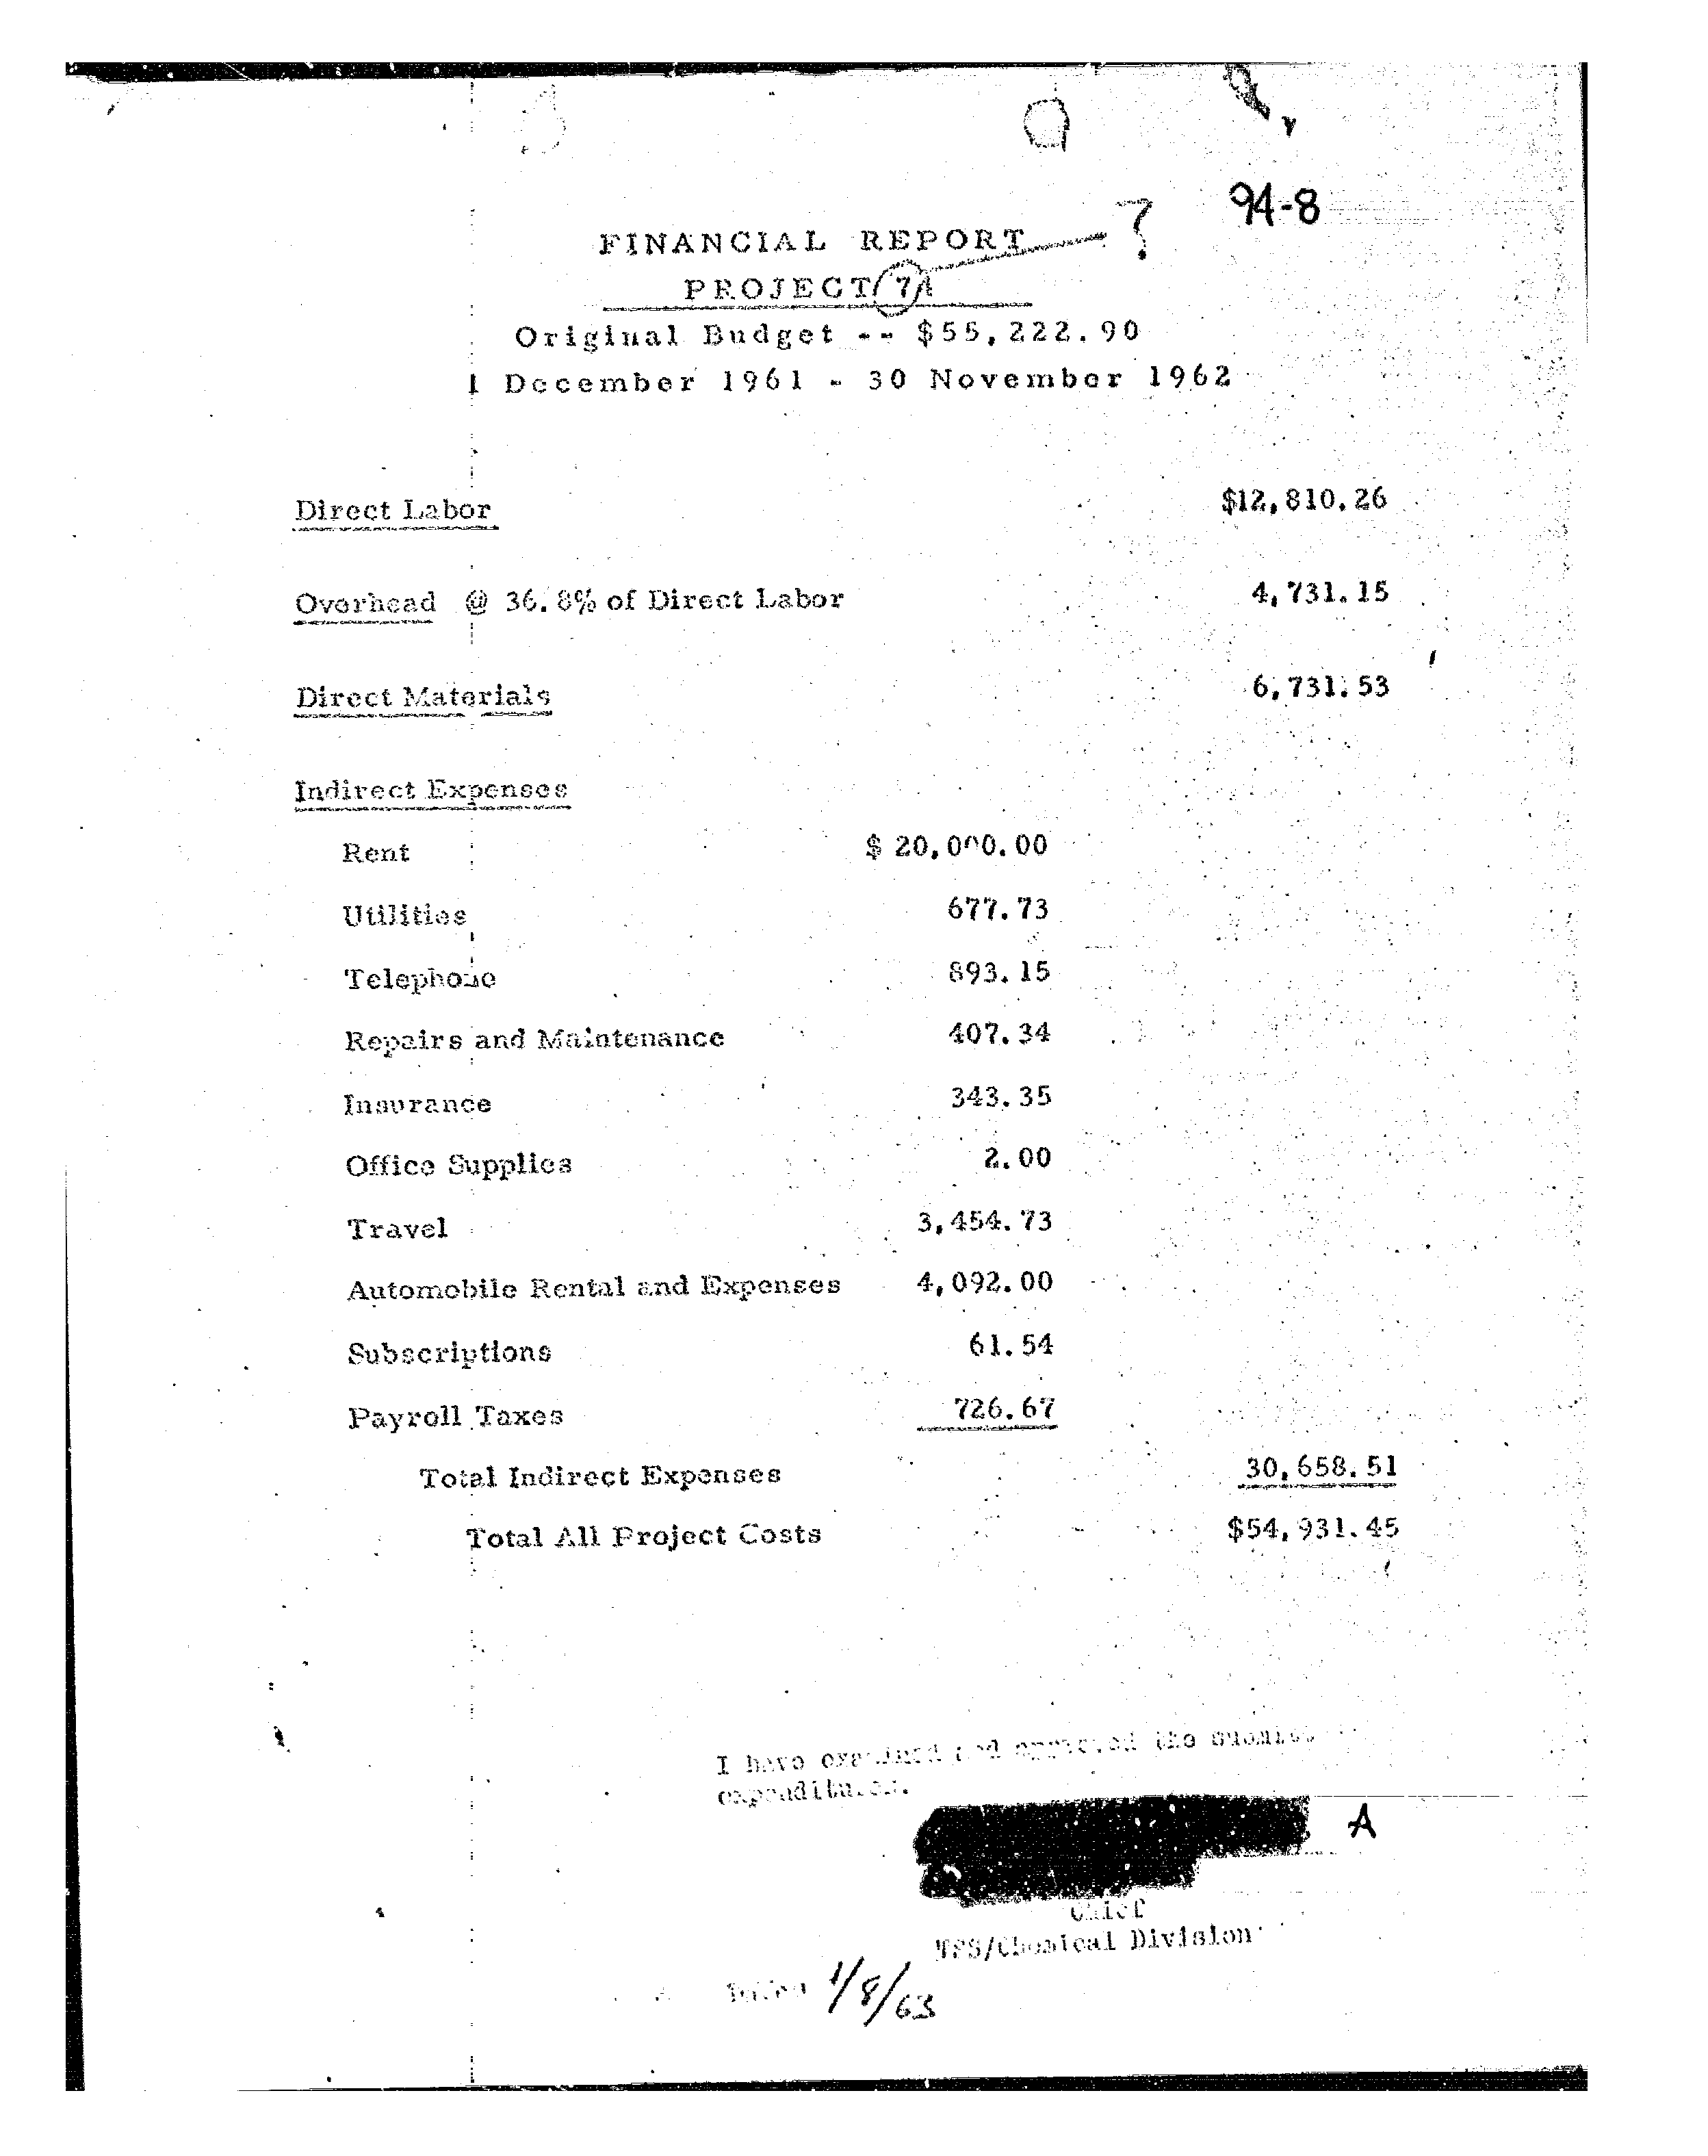 94-8
FINANCIAL REPORT ?
PROJECT 7A
Original Budget -- $55,222.90
1 December 1961 - 30 November 1962
Direct Labor $12,810.26
Overhead @ 36.8% of Direct Labor 4,731.15
Direct Materials 6,731.53
Indirect Expenses
Rent $ 20,000.00
Utilities 677.73
Telephone 893.15
Repairs and Maintenance 407.34
Insurance 343.35
Office Supplies 2.00
Travel 3,454.73
Automobile Rental and Expenses 4,092.00
Subscriptions 61.54
Payroll Taxes 726.67
Total Indirect Expenses 30,658.51
Total All Project Costs $54,931.45
I have examined and approved the
expenditures.
A
Chief
TSS/Chemical Division
1/8/63